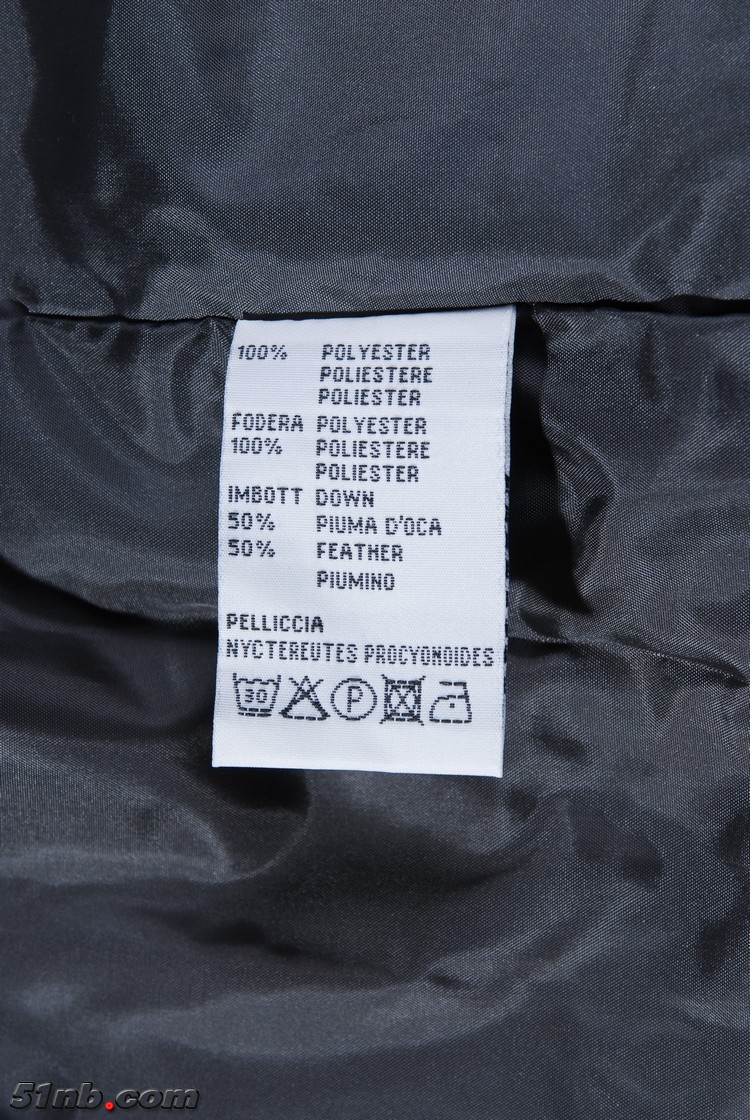 100% POLYESTER
POLIESTERE
POLIESTER
FODERA POLYESTER
100% POLIESTERE
POLIESTER
IMBOTT DOWN
50% PIUMA D'OCA
50% FEATHER
PIUMINO
PELLICCIA
NYCTEREUTES PROCYONOIDES
30 P
51nb.com